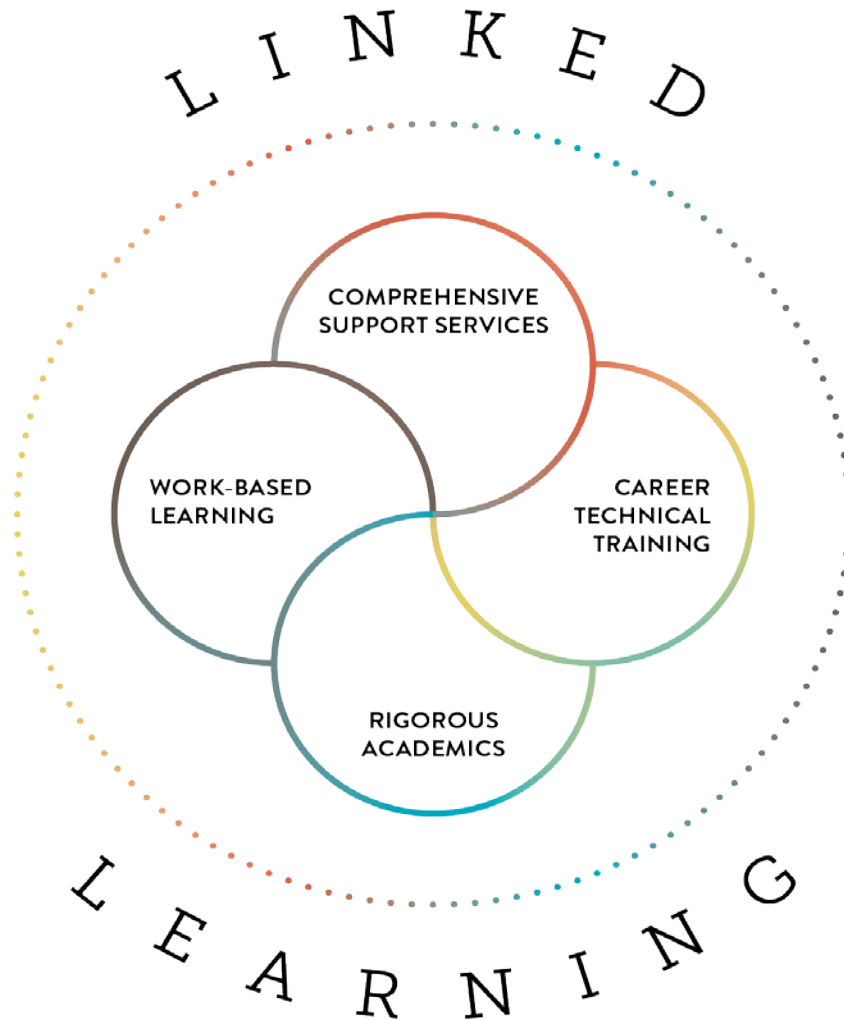 LINKED
COMPREHENSIVE
SUPPORT SERVICES
WORK-BASED
LEARNING
CAREER
TECHNICAL
TRAINING
RIGOROUS
ACADEMICS
LEARNING